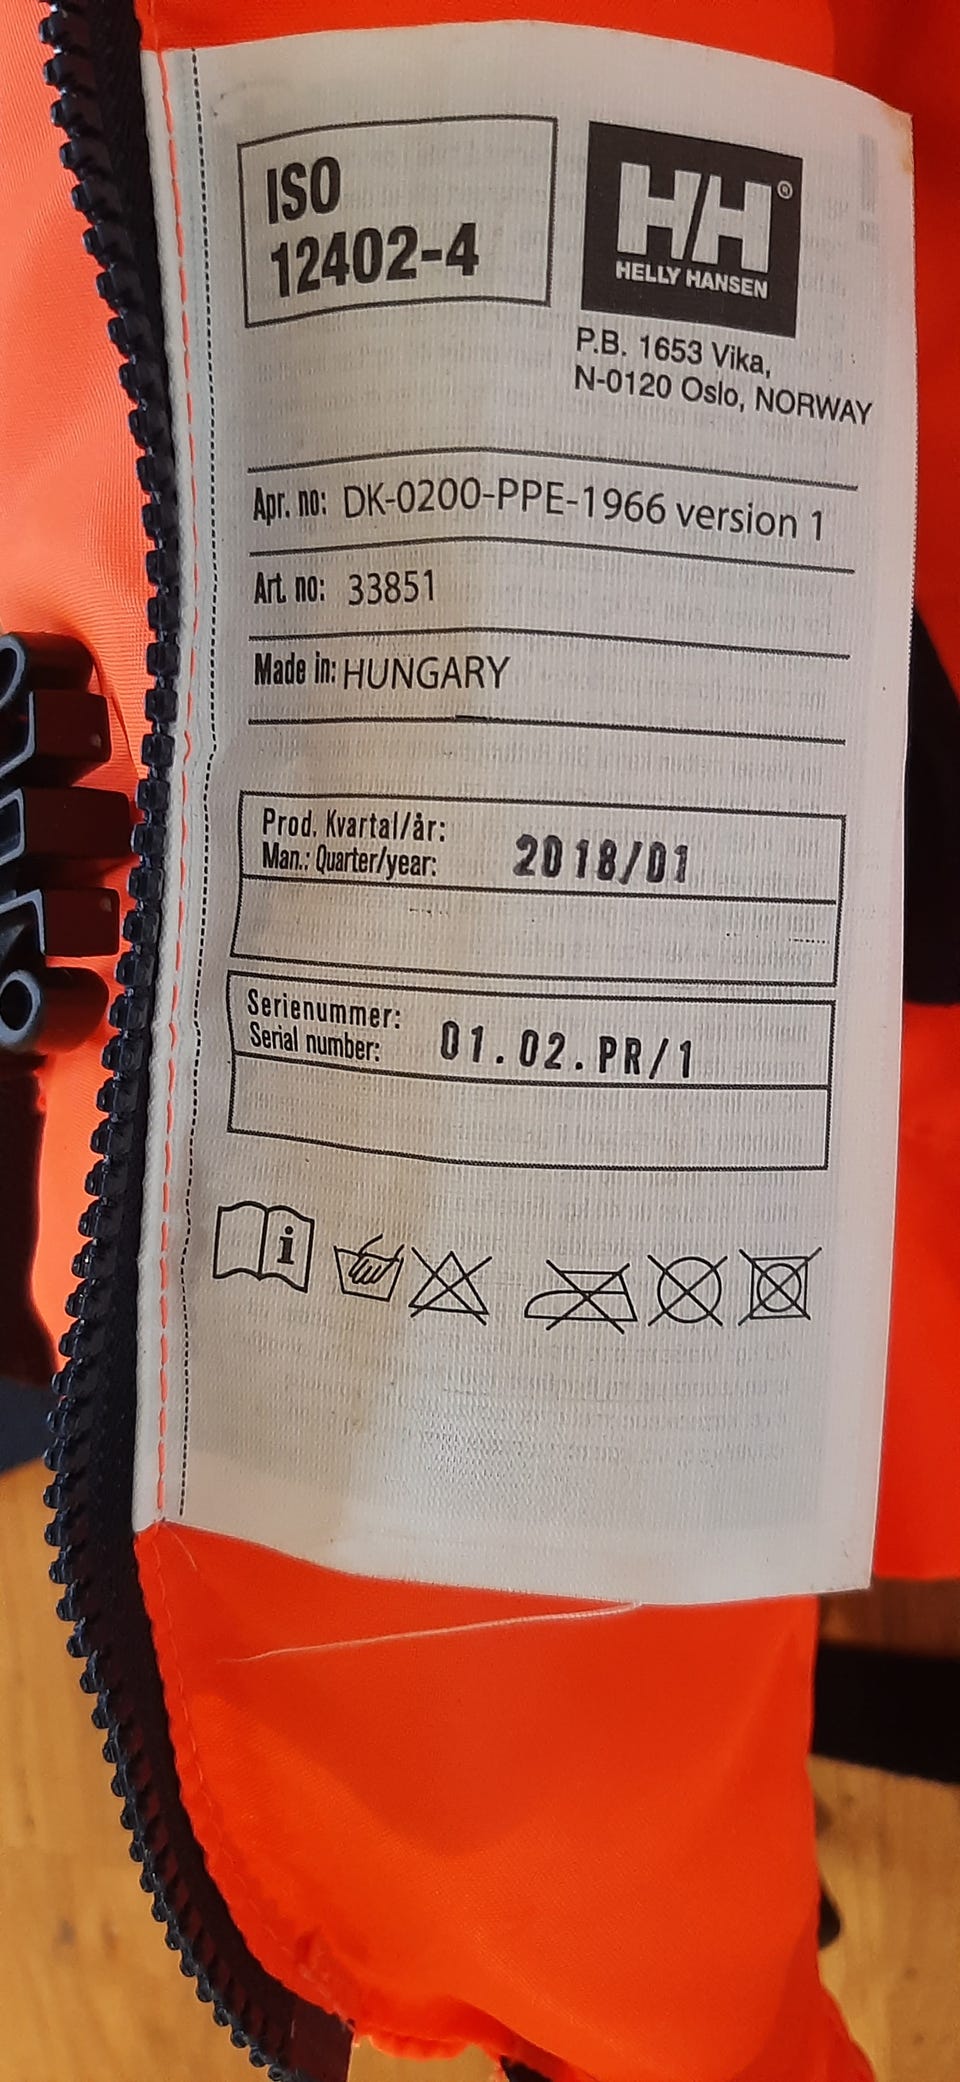 ISO
12402-4
HH®
HELLY HANSEN
P.B. 1653 Vika,
N-0120 Oslo, NORWAY
Apr. no: DK-0200-PPE-1966 version 1
Art. no: 33851
Made in: HUNGARY
Prod. Kvartal/år:
Man.: Quarter/year: 2018/01
Serienummer:
Serial number: 01.02.PR/1
i